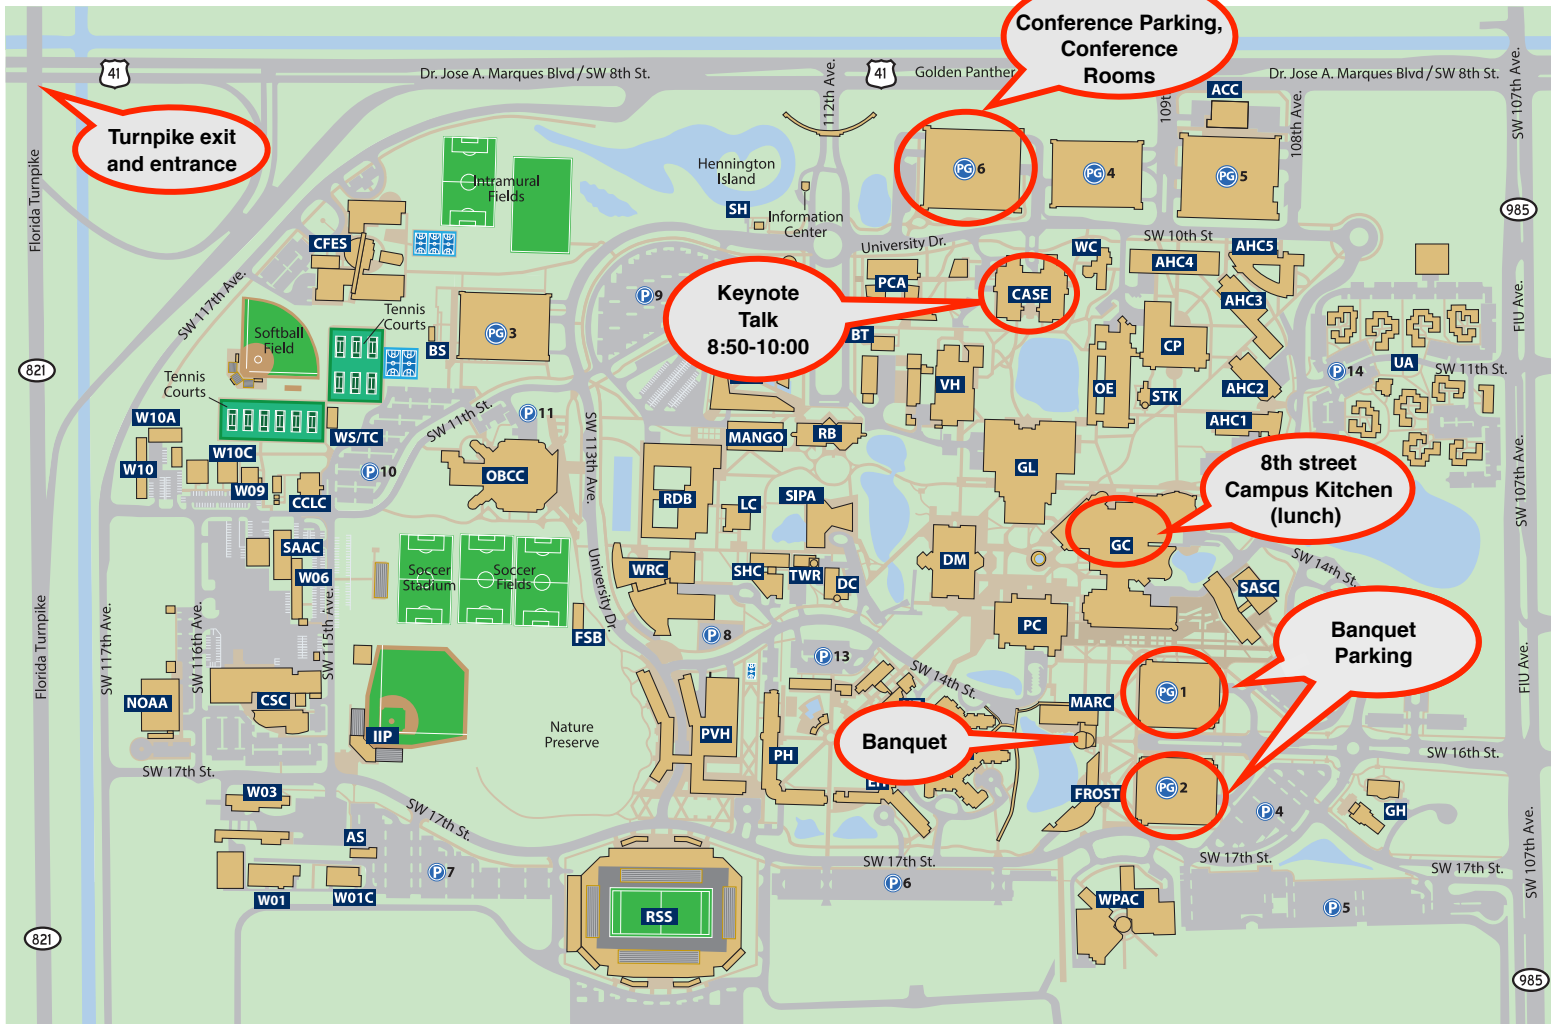 Conference Parking,
Conference
Rooms
41
Dr. Jose A. Marques Blvd / SW 8th St.
41
Golden Panther
Dr. Jose A. Marques Blvd / SW 8th St.
SW 107th Ave.
112th Ave.
109t
108th Ave.
ACC
Turnpike exit
and entrance
Florida Turnpike
Intramural
Fields
Hennington
Island
SH
Information
Center
PG 6
PG 4
PG 5
985
University Dr.
SW 10th St
WC
AHC4
AHC5
CFES
SW 117th Ave.
P 9
Keynote
Talk
8:50-10:00
PCA
CASE
AHC3
FIU Ave.
Tennis
Courts
Softball
Field
PG 3
BS
BT
CP
821
Tennis
Courts
VH
OE
STK
AHC2
P 14
UA
SW 11th St.
W10A
WS/TC
SW 11th St.
P 11
SW 113th Ave.
MANGO
RB
AHC1
W10
W10C
W09
CCLC
P 10
OBCC
RDB
LC
SIPA
GL
8th street
Campus Kitchen
(lunch)
SW 107th Ave.
SAAC
W06
Soccer
Stadium
Soccer
Fields
WRC
SHC
TWR
DC
DM
GC
SW 14th St.
SASC
Florida Turnpike
SW 117th Ave.
SW 116th Ave.
SW 115th Ave.
University Dr.
FSB
P 8
P 13
PC
Banquet
Parking
FIU Ave.
NOAA
CSC
IIP
Nature
Preserve
PVH
PH
SW 14th St.
MARC
PG 1
Banquet
SW 16th St.
SW 17th St.
W03
SW 17th St.
FROST
PG 2
P 4
GH
AS
P 7
W01
W01C
RSS
SW 17th St.
P 6
SW 17th St.
SW 17th St.
WPAC
P 5
SW 107th Ave.
821
985